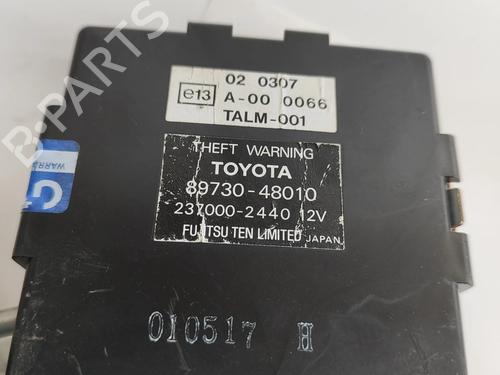 B-PARTS
02 0307
e13 A-00 0066
TALM-001
THEFT WARNING
TOYOTA
89730-48010
237000-2440 12V
FUJITSU TEN LIMITED JAPAN
010517 H